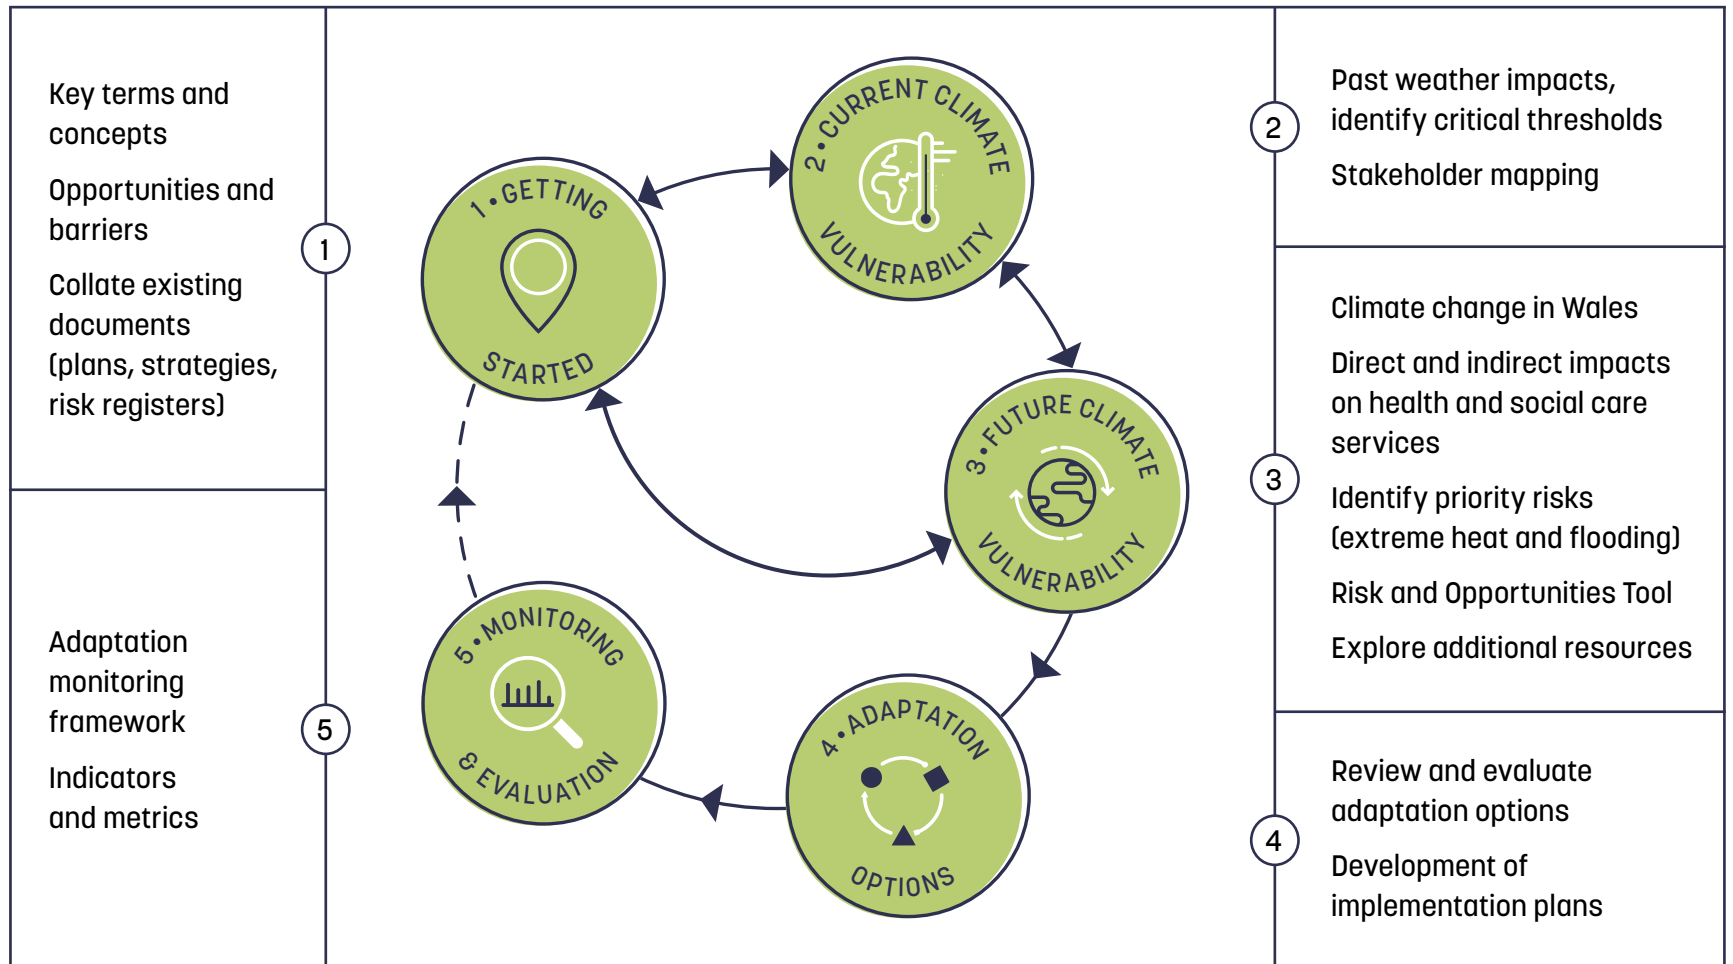 Key terms and
concepts
Opportunities and
barriers
Collate existing
documents
(plans, strategies,
risk registers)
1
Adaptation
monitoring
framework
Indicators
and metrics
5
1•GETTING
STARTED
2•CURRENT CLIMATE
VULNERABILITY
3•FUTURE CLIMATE
VULNERABILITY
4•ADAPTATION
OPTIONS
5•MONITORING
& EVALUATION
2
Past weather impacts,
identify critical thresholds
Stakeholder mapping
3
Climate change in Wales
Direct and indirect impacts
on health and social care
services
Identify priority risks
(extreme heat and flooding)
Risk and Opportunities Tool
Explore additional resources
4
Review and evaluate
adaptation options
Development of
implementation plans